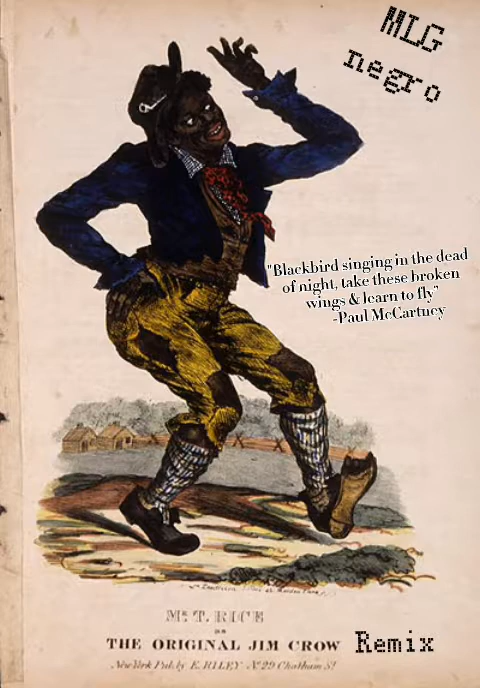 MLG
negro
"Blackbird singing in the dead
of night, take these broken
wings & learn to fly"
-Paul McCartney
Mr. T. RICE
as
THE ORIGINAL JIM CROW Remix
New York Pub. by E. RILEY No. 29 Chatham St